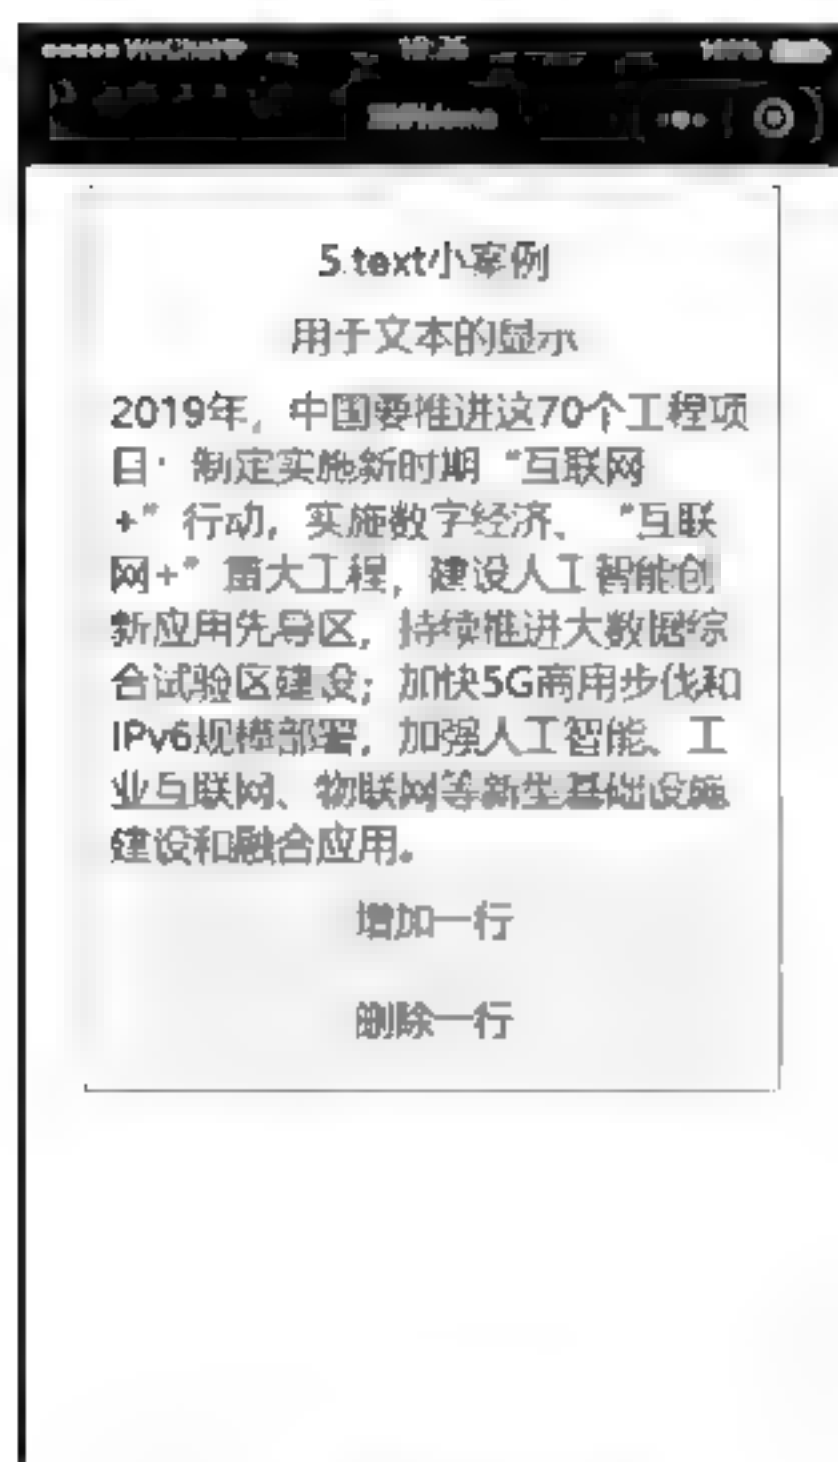 WeChat
5.text小案例
用于文本的显示
2019年，中国要推进这70个工程项
目：制定实施新时期“互联网
+”行动，实施数字经济、“互联
网+”重大工程，建设人工智能创
新应用先导区，持续推进大数据综
合试验区建设；加快5G商用步伐和
IPv6规模部署，加强人工智能、工
业互联网、物联网等新型基础设施
建设和融合应用。
增加一行
删除一行